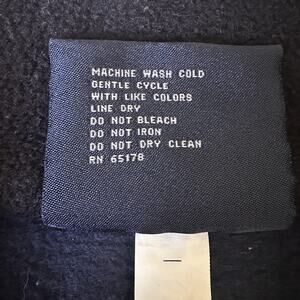 MACHINE WASH COLD
GENTLE CYCLE
WITH LIKE COLORS
LINE DRY
DO NOT BLEACH
DO NOT IRON
DO NOT DRY CLEAN
RN 65178